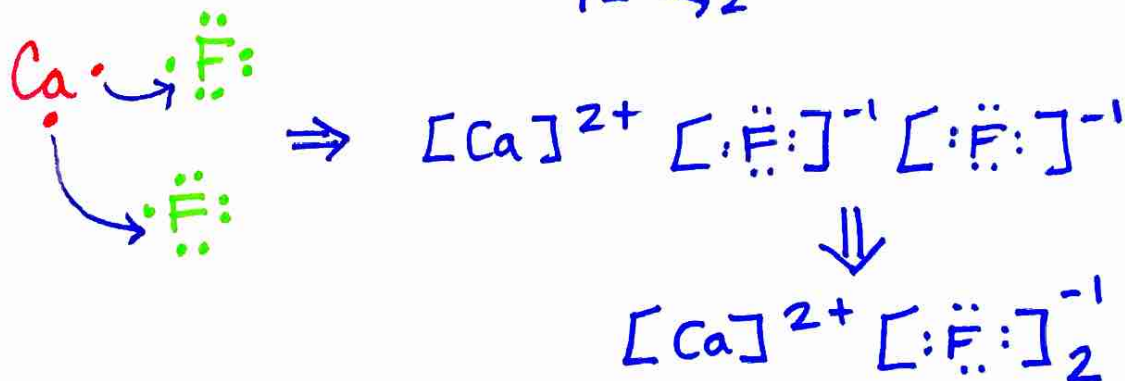 Ca · · F̈ :
⇒ [Ca]²⁺ [:F̈:]⁻¹ [:F̈:]⁻¹
· F̈ :
⇓
[Ca]²⁺ [:F̈:]₂⁻¹